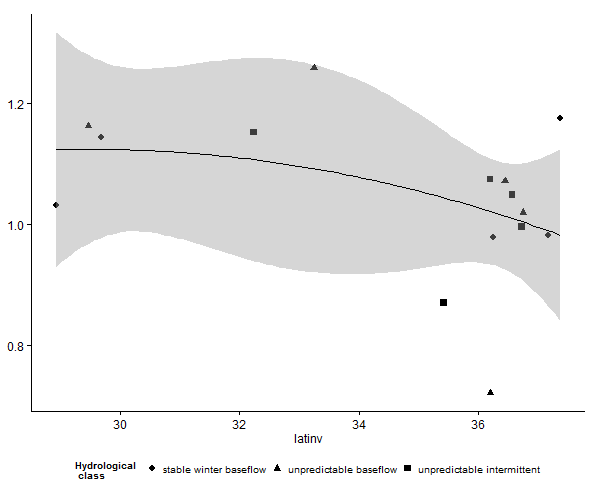 1.2
1.0
0.8
30 32 34 36
latinv
Hydrological class
stable winter baseflow unpredictable baseflow unpredictable intermittent